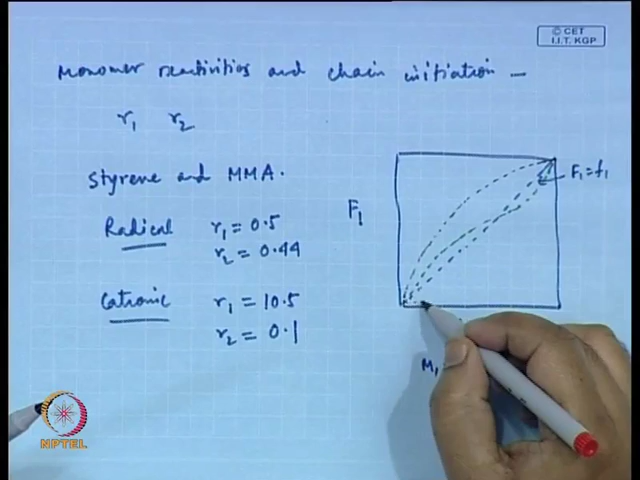 © CET
I.I.T. KGP
Monomer reactivities and chain initiation —
r1 r2
Styrene and MMA.
Radical r1 = 0.5
r2 = 0.44
Cationic r1 = 10.5
r2 = 0.1
F1
F1=f1
M1
NPTEL